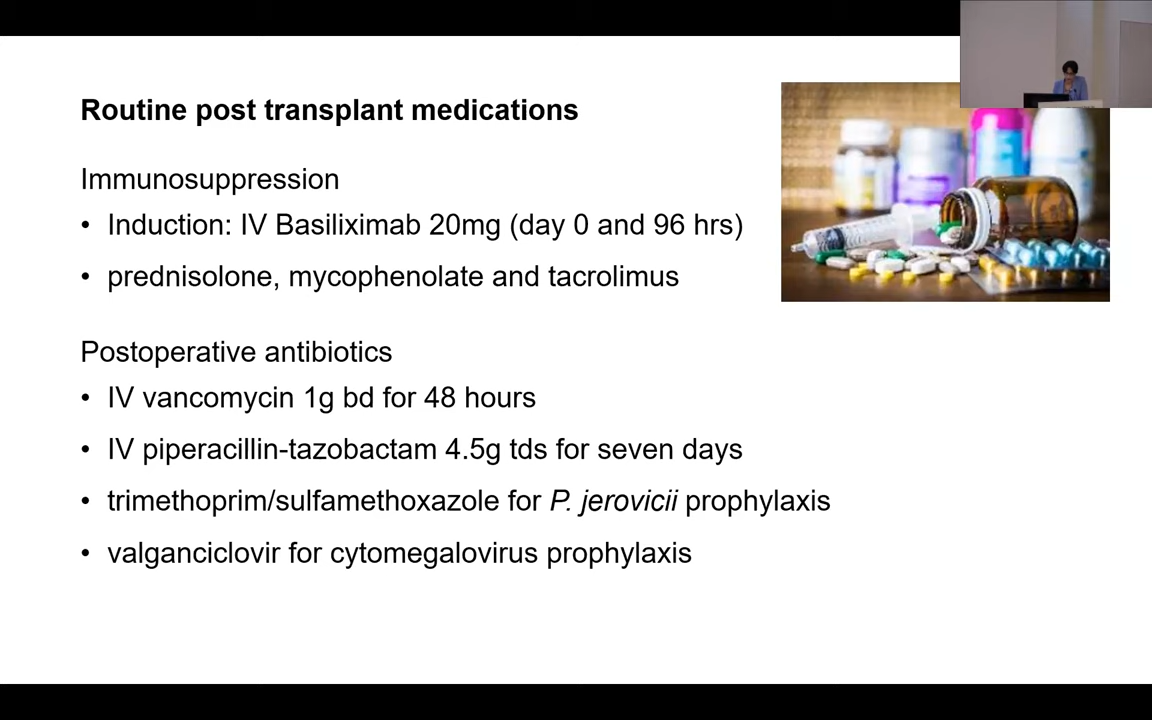 Routine post transplant medications
Immunosuppression
• Induction: IV Basiliximab 20mg (day 0 and 96 hrs)
• prednisolone, mycophenolate and tacrolimus
Postoperative antibiotics
• IV vancomycin 1g bd for 48 hours
• IV piperacillin-tazobactam 4.5g tds for seven days
• trimethoprim/sulfamethoxazole for P. jerovicii prophylaxis
• valganciclovir for cytomegalovirus prophylaxis